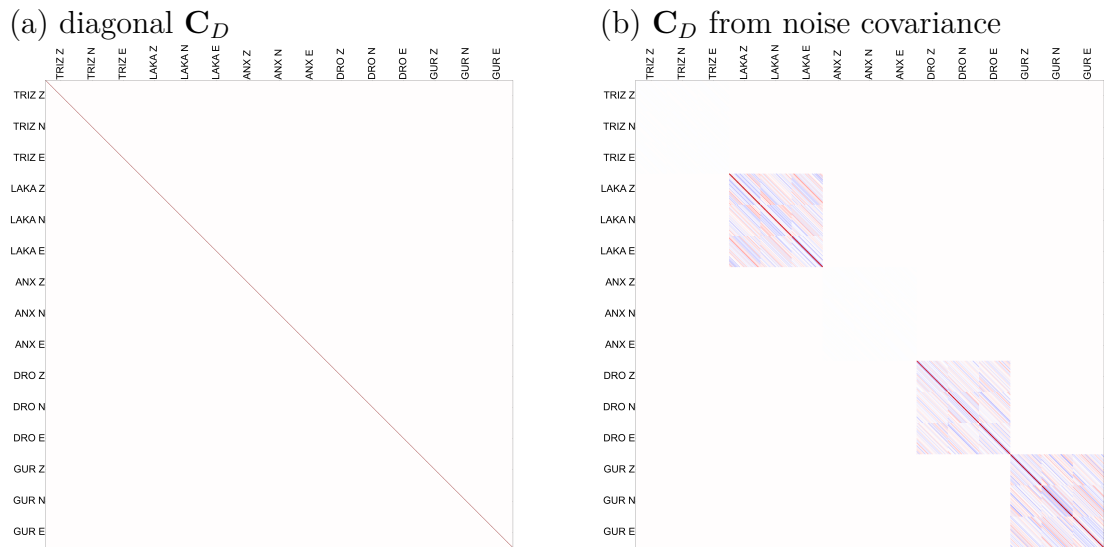 (a) diagonal C_D
(b) C_D from noise covariance
TRIZ Z TRIZ N TRIZ E LAKA Z LAKA N LAKA E ANX Z ANX N ANX E DRO Z DRO N DRO E GUR Z GUR N GUR E
TRIZ Z
TRIZ N
TRIZ E
LAKA Z
LAKA N
LAKA E
ANX Z
ANX N
ANX E
DRO Z
DRO N
DRO E
GUR Z
GUR N
GUR E
TRIZ Z TRIZ N TRIZ E LAKA Z LAKA N LAKA E ANX Z ANX N ANX E DRO Z DRO N DRO E GUR Z GUR N GUR E
TRIZ Z
TRIZ N
TRIZ E
LAKA Z
LAKA N
LAKA E
ANX Z
ANX N
ANX E
DRO Z
DRO N
DRO E
GUR Z
GUR N
GUR E